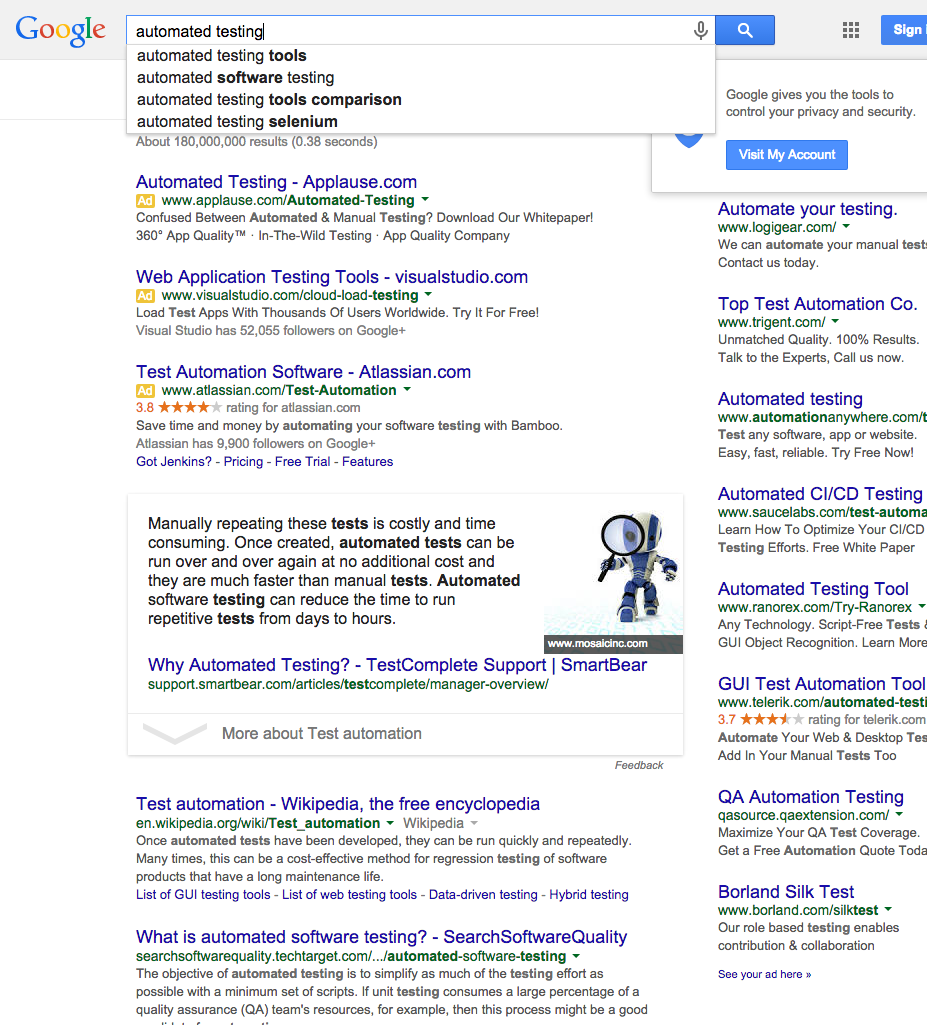 Google
automated testing
Sign
automated testing tools
automated software testing
automated testing tools comparison
automated testing selenium
About 180,000,000 results (0.38 seconds)
Google gives you the tools to
control your privacy and security.
Visit My Account
Automated Testing - Applause.com
Ad www.applause.com/Automated-Testing
Confused Between Automated & Manual Testing? Download Our Whitepaper!
360° App Quality™ · In-The-Wild Testing · App Quality Company
Web Application Testing Tools - visualstudio.com
Ad www.visualstudio.com/cloud-load-testing
Load Test Apps With Thousands Of Users Worldwide. Try It For Free!
Visual Studio has 52,055 followers on Google+
Test Automation Software - Atlassian.com
Ad www.atlassian.com/Test-Automation
3.8 ★★★★★ rating for atlassian.com
Save time and money by automating your software testing with Bamboo.
Atlassian has 9,900 followers on Google+
Got Jenkins? - Pricing - Free Trial - Features
Manually repeating these tests is costly and time
consuming. Once created, automated tests can be
run over and over again at no additional cost and
they are much faster than manual tests. Automated
software testing can reduce the time to run
repetitive tests from days to hours.
www.mosaicinc.com
Why Automated Testing? - TestComplete Support | SmartBear
support.smartbear.com/articles/testcomplete/manager-overview/
More about Test automation
Feedback
Test automation - Wikipedia, the free encyclopedia
en.wikipedia.org/wiki/Test_automation Wikipedia
Once automated tests have been developed, they can be run quickly and repeatedly.
Many times, this can be a cost-effective method for regression testing of software
products that have a long maintenance life.
List of GUI testing tools - List of web testing tools - Data-driven testing - Hybrid testing
What is automated software testing? - SearchSoftwareQuality
searchsoftwarequality.techtarget.com/.../automated-software-testing
The objective of automated testing is to simplify as much of the testing effort as
possible with a minimum set of scripts. If unit testing consumes a large percentage of a
quality assurance (QA) team's resources, for example, then this process might be a good
Automate your testing.
www.logigear.com/
We can automate your manual tests
Contact us today.
Top Test Automation Co.
www.trigent.com/
Unmatched Quality. 100% Results.
Talk to the Experts, Call us now.
Automated testing
www.automationanywhere.com/t
Test any software, app or website.
Easy, fast, reliable. Try Free Now!
Automated CI/CD Testing
www.saucelabs.com/test-automa
Learn How To Optimize Your CI/CD
Testing Efforts. Free White Paper
Automated Testing Tool
www.ranorex.com/Try-Ranorex
Any Technology. Script-Free Tests &
GUI Object Recognition. Learn More
GUI Test Automation Tool
www.telerik.com/automated-testi
3.7 ★★★★★ rating for telerik.com
Automate Your Web & Desktop Tes
Add In Your Manual Tests Too
QA Automation Testing
qasource.qaextension.com/
Maximize Your QA Test Coverage.
Get a Free Automation Quote Toda
Borland Silk Test
www.borland.com/silktest
Our role based testing enables
contribution & collaboration
See your ad here »